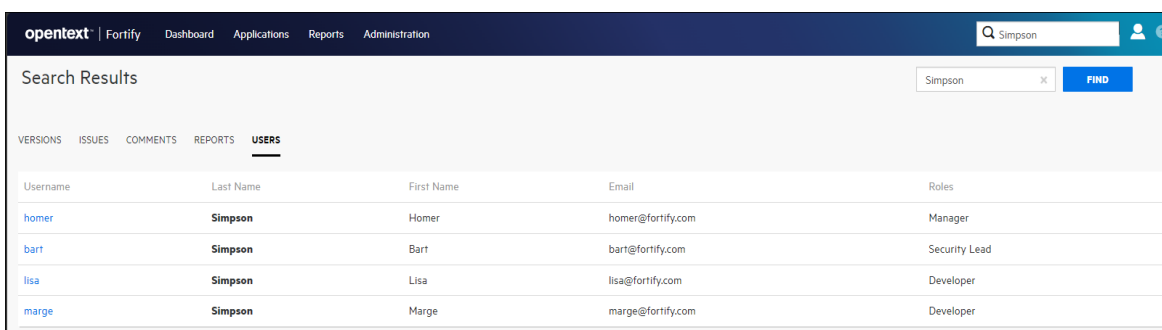 opentext™ | Fortify Dashboard Applications Reports Administration Simpson
Search Results Simpson × FIND
VERSIONS ISSUES COMMENTS REPORTS USERS
Username Last Name First Name Email Roles
homer Simpson Homer homer@fortify.com Manager
bart Simpson Bart bart@fortify.com Security Lead
lisa Simpson Lisa lisa@fortify.com Developer
marge Simpson Marge marge@fortify.com Developer